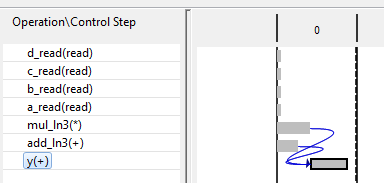 Operation\Control Step
0
d_read(read)
c_read(read)
b_read(read)
a_read(read)
mul_ln3(*)
add_ln3(+)
y(+)